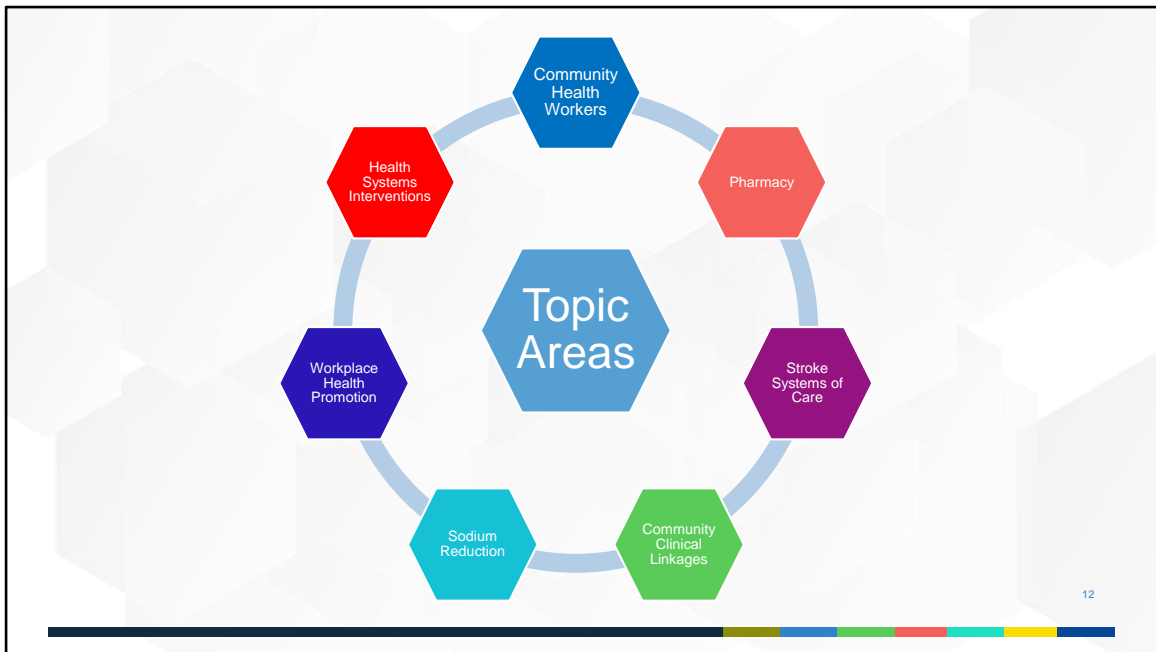 Community
Health
Workers
Health
Systems
Interventions
Pharmacy
Topic
Areas
Workplace
Health
Promotion
Stroke
Systems of
Care
Sodium
Reduction
Community
Clinical
Linkages
12